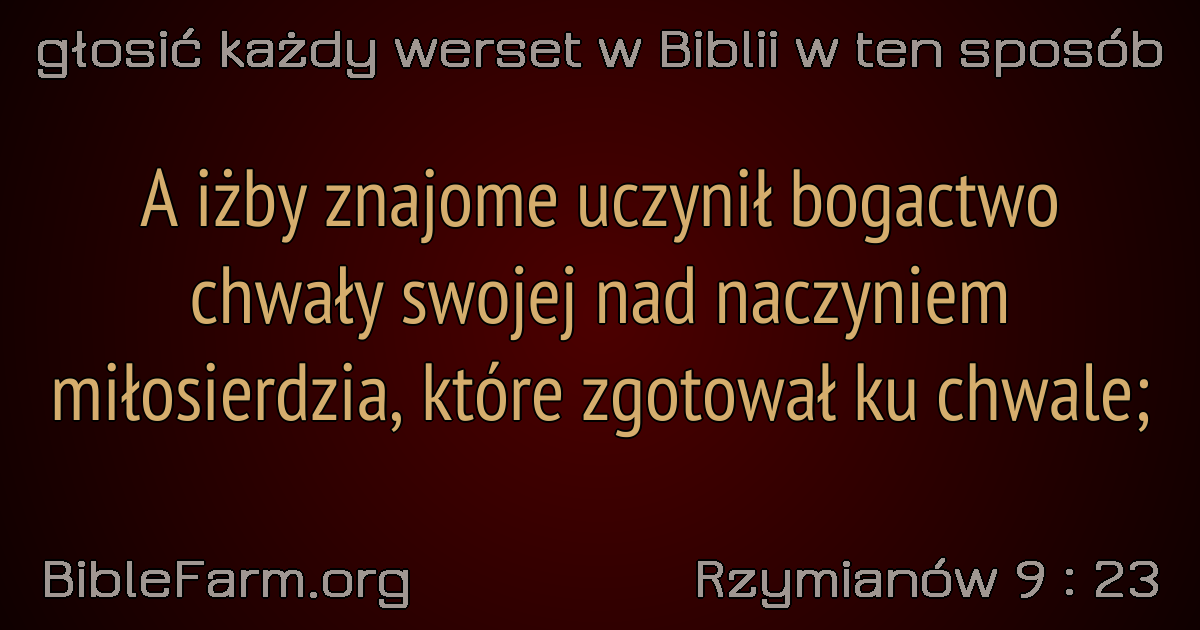 głosić każdy werset w Biblii w ten sposób
A iżby znajome uczynił bogactwo
chwały swojej nad naczyniem
miłosierdzia, które zgotował ku chwale;
BibleFarm.org
Rzymianów 9 : 23